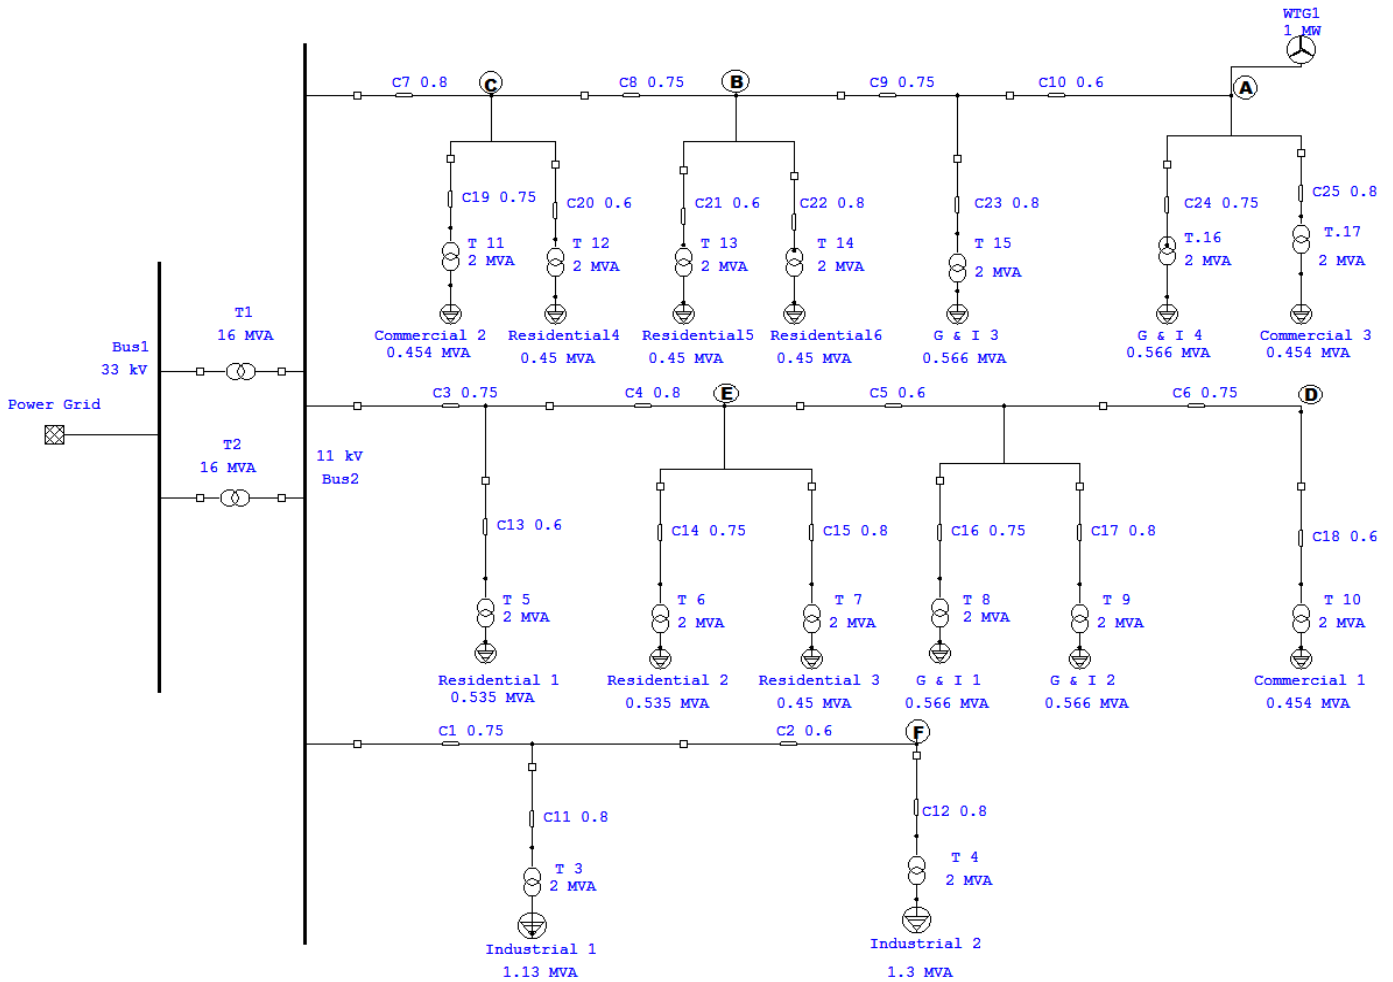 WTG1
1 MW
C7 0.8
C
C8 0.75
B
C9 0.75
C10 0.6
A
C19 0.75
C20 0.6
C21 0.6
C22 0.8
C23 0.8
C24 0.75
C25 0.8
T 11
2 MVA
T 12
2 MVA
T 13
2 MVA
T 14
2 MVA
T 15
2 MVA
T.16
2 MVA
T.17
2 MVA
Commercial 2
0.454 MVA
Residential4
0.45 MVA
Residential5
0.45 MVA
Residential6
0.45 MVA
G & I 3
0.566 MVA
G & I 4
0.566 MVA
Commercial 3
0.454 MVA
T1
16 MVA
Bus1
33 kV
Power Grid
T2
16 MVA
11 kV
Bus2
C3 0.75
C4 0.8
E
C5 0.6
C6 0.75
D
C13 0.6
C14 0.75
C15 0.8
C16 0.75
C17 0.8
C18 0.6
T 5
2 MVA
T 6
2 MVA
T 7
2 MVA
T 8
2 MVA
T 9
2 MVA
T 10
2 MVA
Residential 1
0.535 MVA
Residential 2
0.535 MVA
Residential 3
0.45 MVA
G & I 1
0.566 MVA
G & I 2
0.566 MVA
Commercial 1
0.454 MVA
C1 0.75
C2 0.6
F
C11 0.8
C12 0.8
T 3
2 MVA
T 4
2 MVA
Industrial 1
1.13 MVA
Industrial 2
1.3 MVA